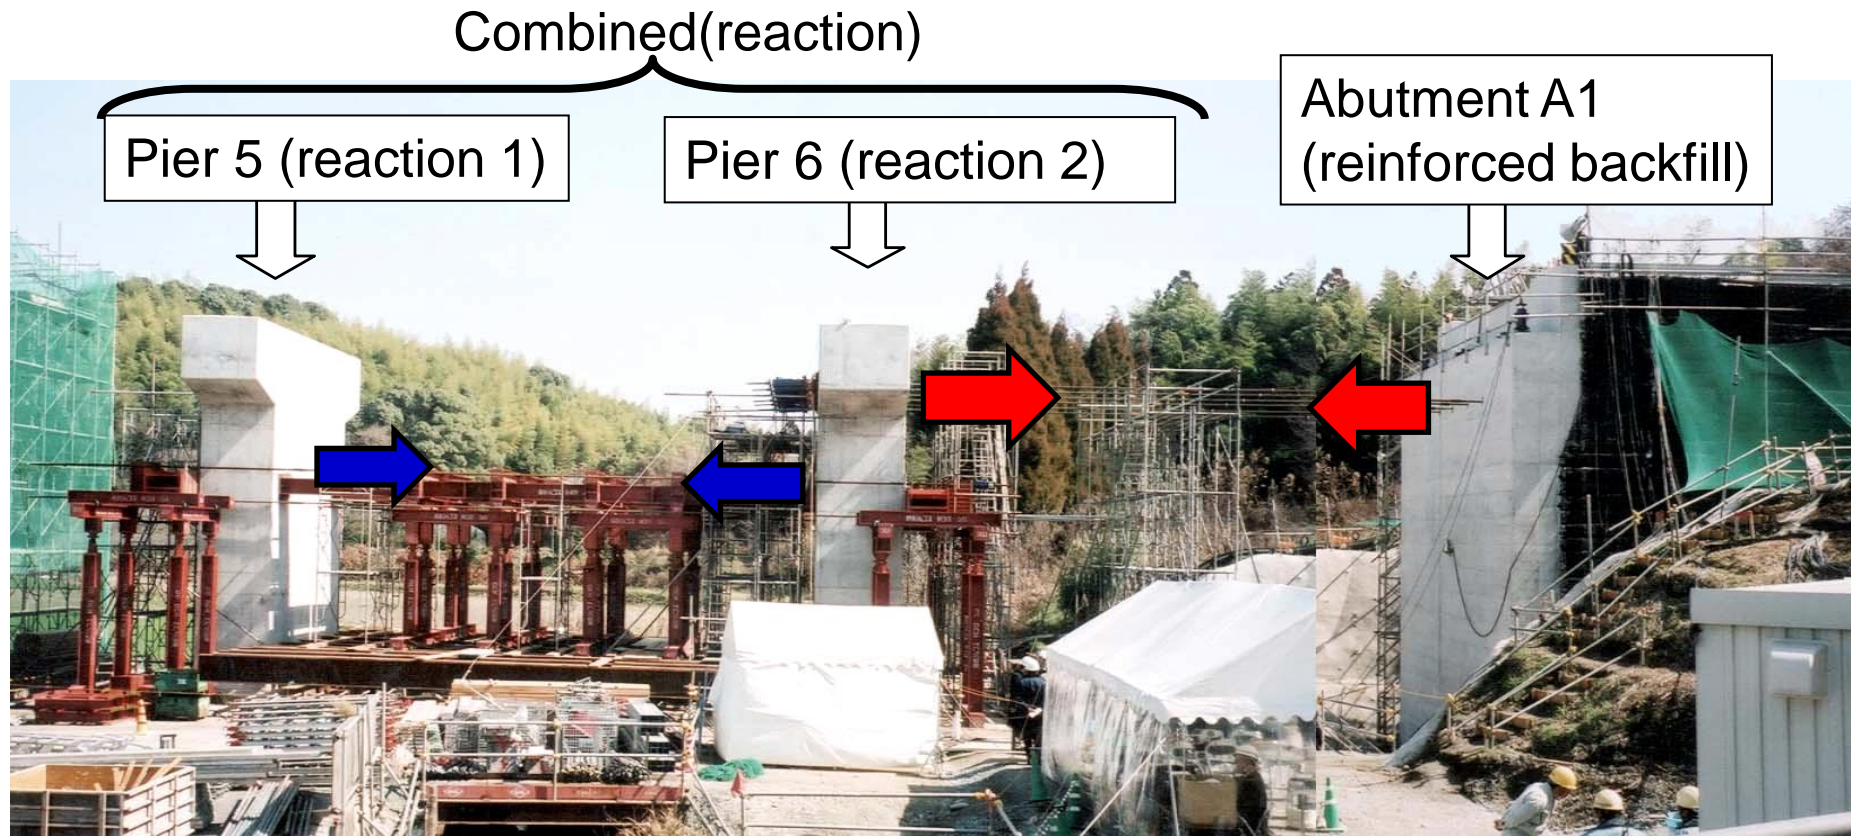 Combined(reaction)
Pier 5 (reaction 1)
Pier 6 (reaction 2)
Abutment A1
(reinforced backfill)